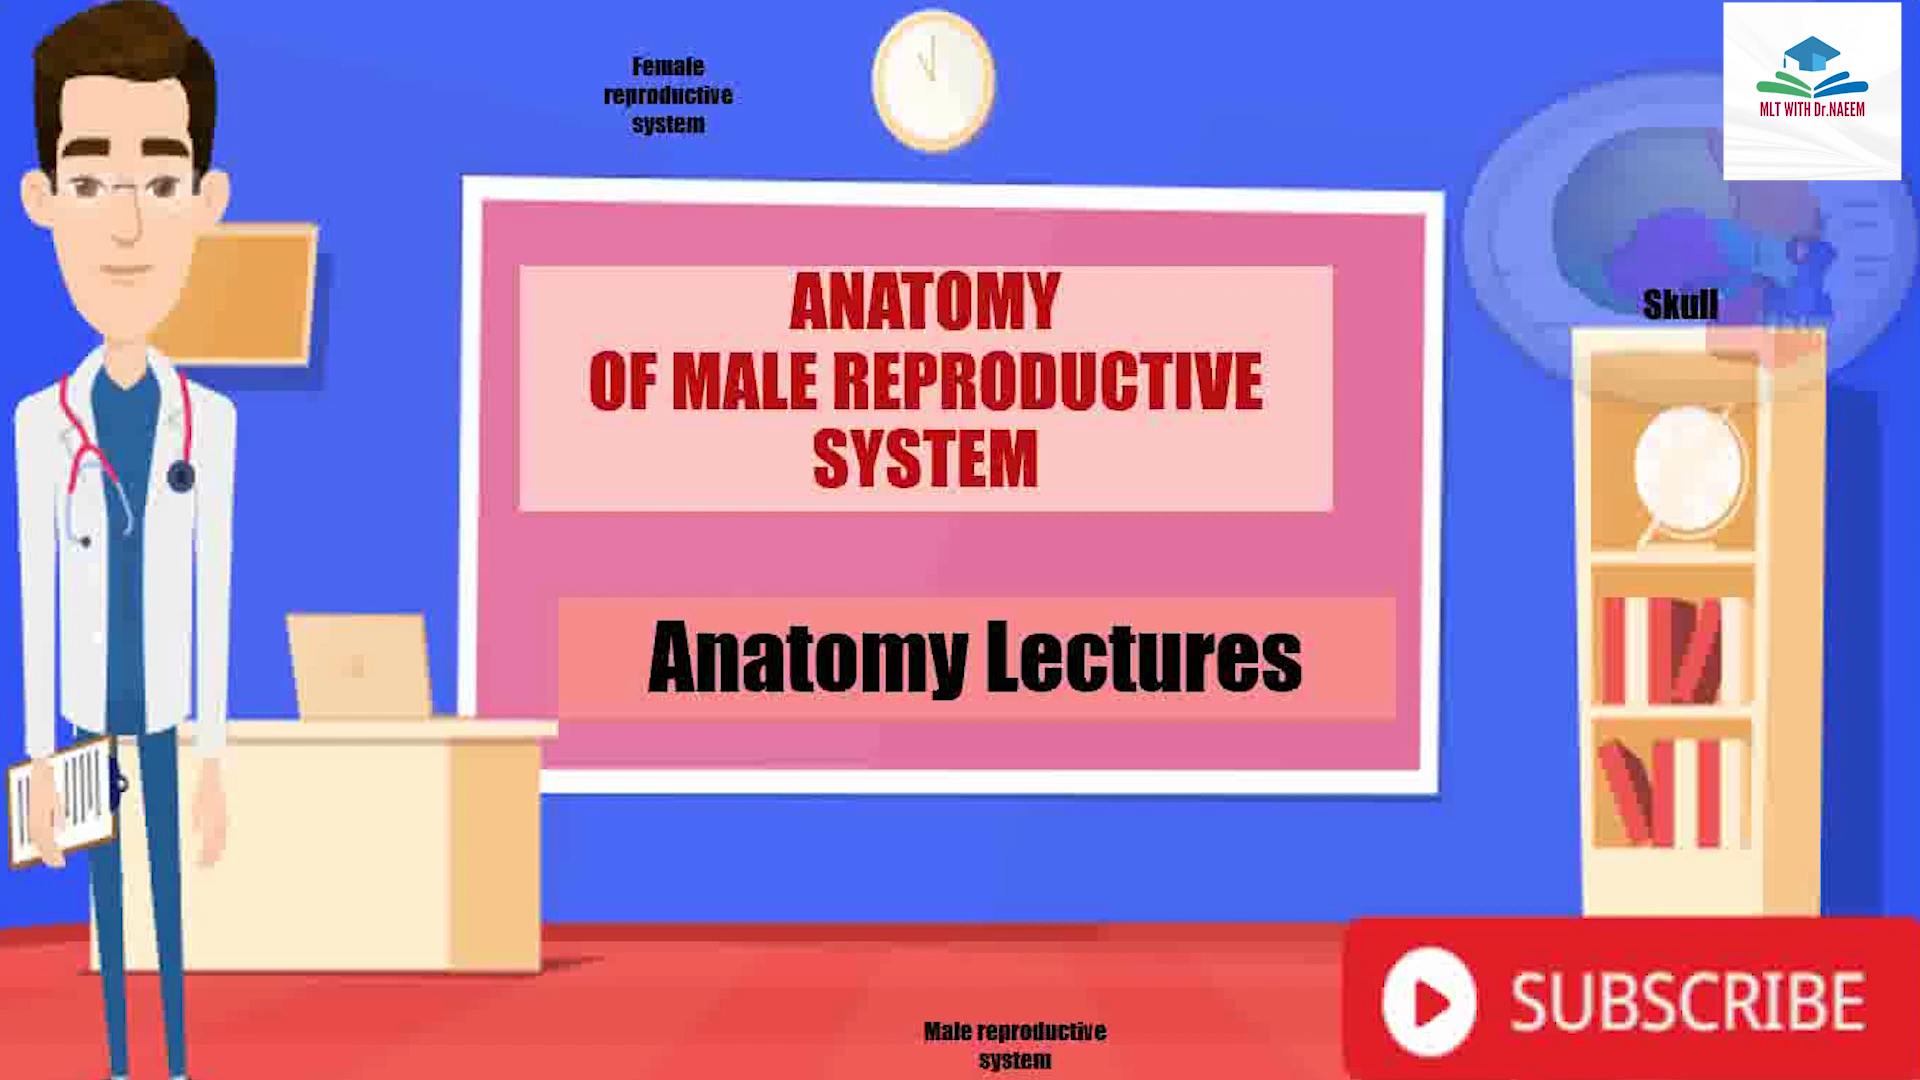 Female
reproductive
system
MLT WITH Dr.NAEEM
ANATOMY
OF MALE REPRODUCTIVE
SYSTEM
Skull
Anatomy Lectures
SUBSCRIBE
Male reproductive
system